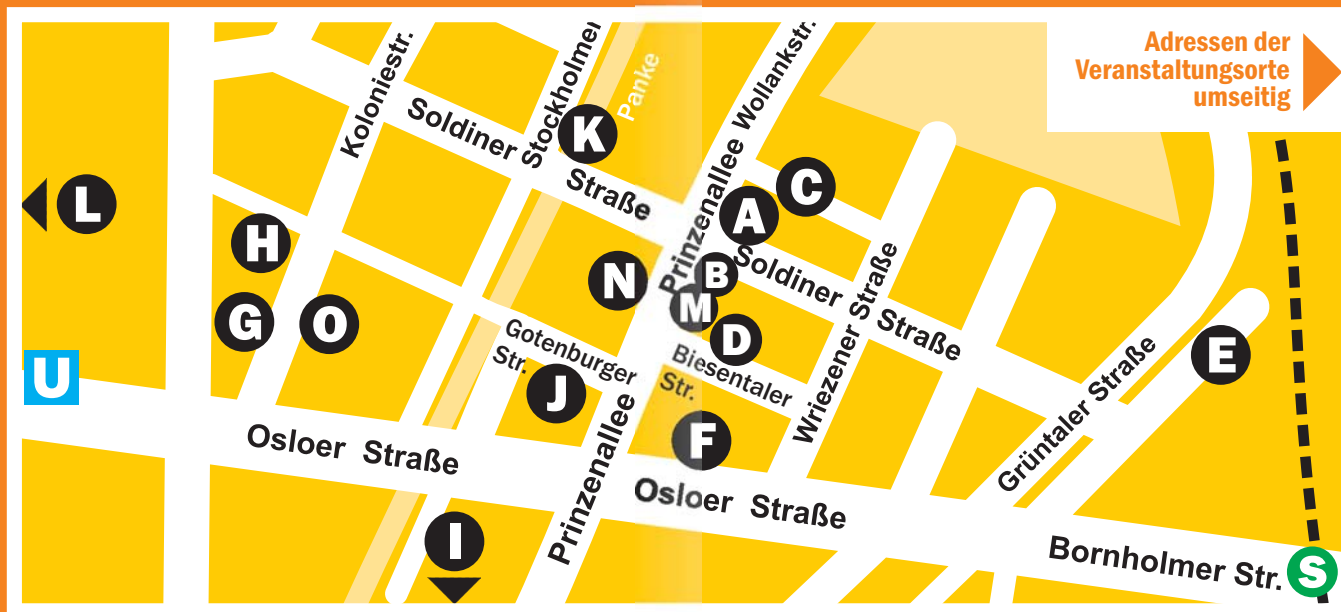 Adressen der
Veranstaltungsorte
umseitig
Koloniestr.
Stockholmer
Panke
Prinzenallee Wollankstr.
Soldiner
Straße
K
C
A
L
H
N
B
Soldiner
Straße
M
G
O
D
Wriezener Straße
E
U
Gotenburger
Str.
Biesentaler
Str.
J
Grüntaler Straße
F
Osloer Straße
Prinzenallee
Osloer Straße
I
Bornholmer Str.
S